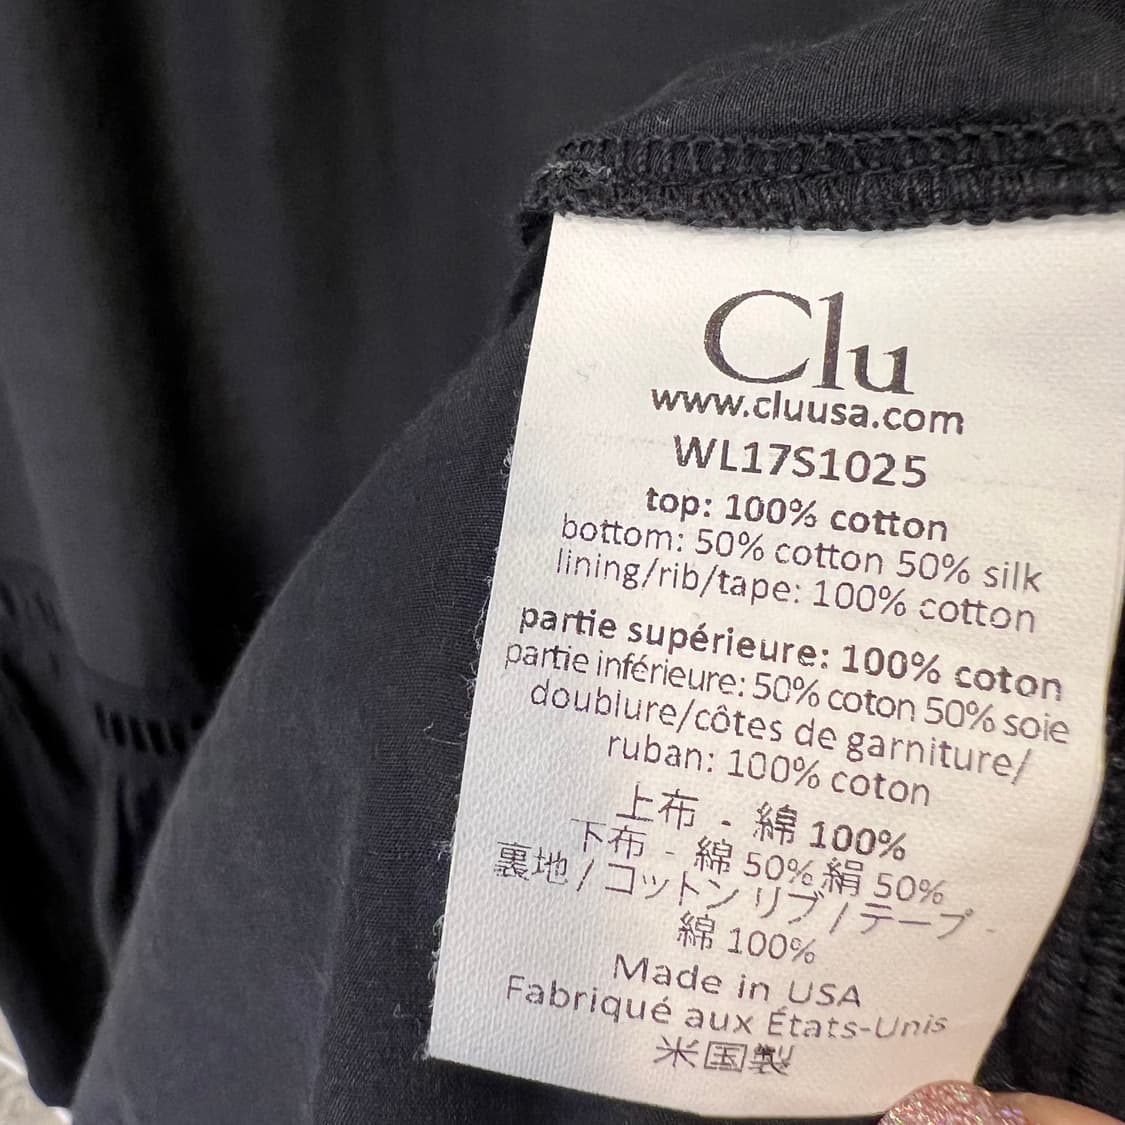 Clu
www.cluusa.com
WL17S1025
top: 100% cotton
bottom: 50% cotton 50% silk
lining/rib/tape: 100% cotton
partie supérieure: 100% coton
partie inférieure: 50% coton 50% soie
doublure/côtes de garniture/
ruban: 100% coton
上布 - 綿 100%
下布 - 綿 50% 絹 50%
裏地 / コットン リブ / テープ -
綿 100%
Made in USA
Fabriqué aux États-Unis
米国製